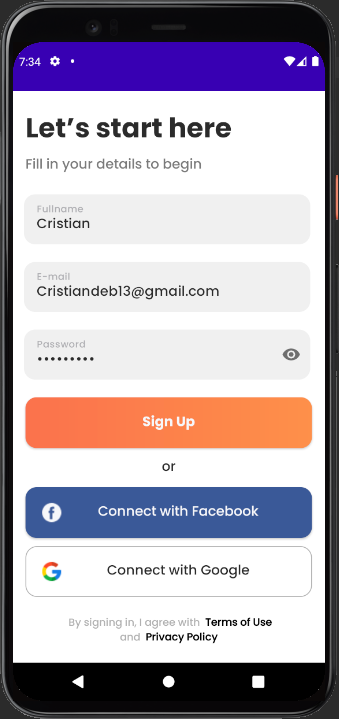 7:34
Let’s start here
Fill in your details to begin
Fullname
Cristian
E-mail
Cristiandeb13@gmail.com
Password
•••••••••
Sign Up
or
Connect with Facebook
Connect with Google
By signing in, I agree with Terms of Use
and Privacy Policy